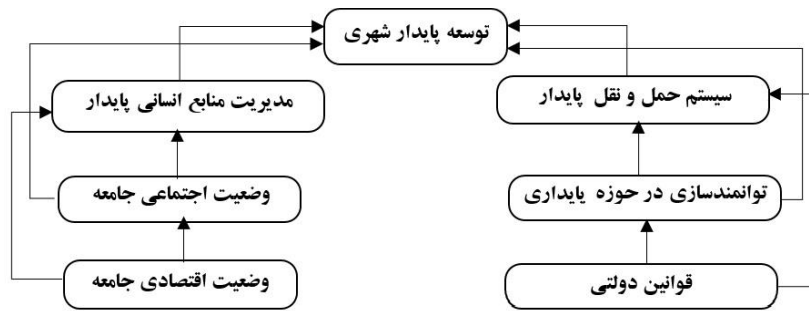 توسعه پایدار شهری
سیستم حمل و نقل پایدار
مدیریت منابع انسانی پایدار
توانمندسازی در حوزه پایداری
وضعیت اجتماعی جامعه
قوانین دولتی
وضعیت اقتصادی جامعه